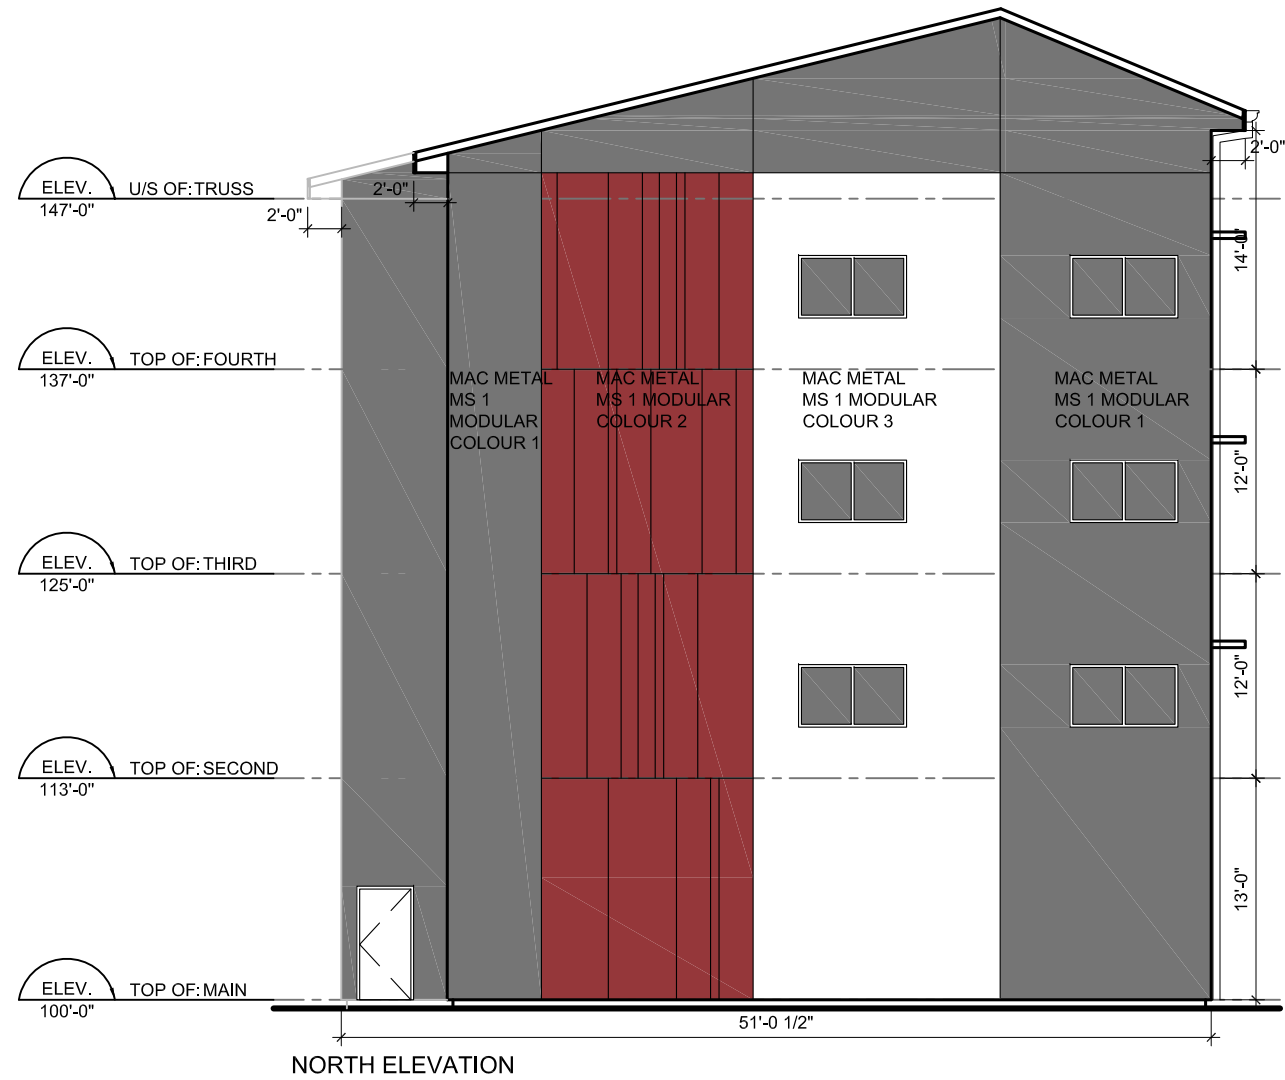 2'-0"
ELEV. U/S OF: TRUSS
147'-0"
2'-0"
2'-0"
14'-0"
ELEV. TOP OF: FOURTH
137'-0"
MAC METAL
MS 1
MODULAR
COLOUR 1
MAC METAL
MS 1 MODULAR
COLOUR 2
MAC METAL
MS 1 MODULAR
COLOUR 3
MAC METAL
MS 1 MODULAR
COLOUR 1
12'-0"
ELEV. TOP OF: THIRD
125'-0"
12'-0"
ELEV. TOP OF: SECOND
113'-0"
13'-0"
ELEV. TOP OF: MAIN
100'-0"
51'-0 1/2"
NORTH ELEVATION